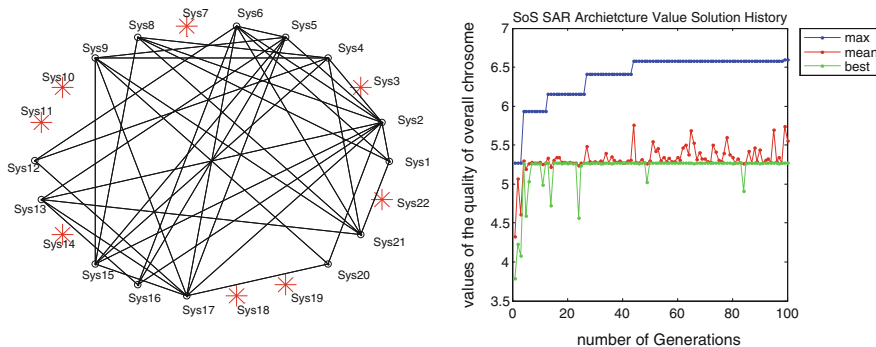 Sys7
Sys6
Sys8
Sys5
Sys9
Sys4
Sys10
Sys3
Sys11
Sys2
Sys12
Sys1
Sys13
Sys22
Sys14
Sys21
Sys15
Sys20
Sys16
Sys19
Sys17
Sys18
SoS SAR Archietcture Value Solution History
max
mean
best
values of the quality of overall chrosome
7
6.5
6
5.5
5
4.5
4
3.5
0
20
40
60
80
100
number of Generations